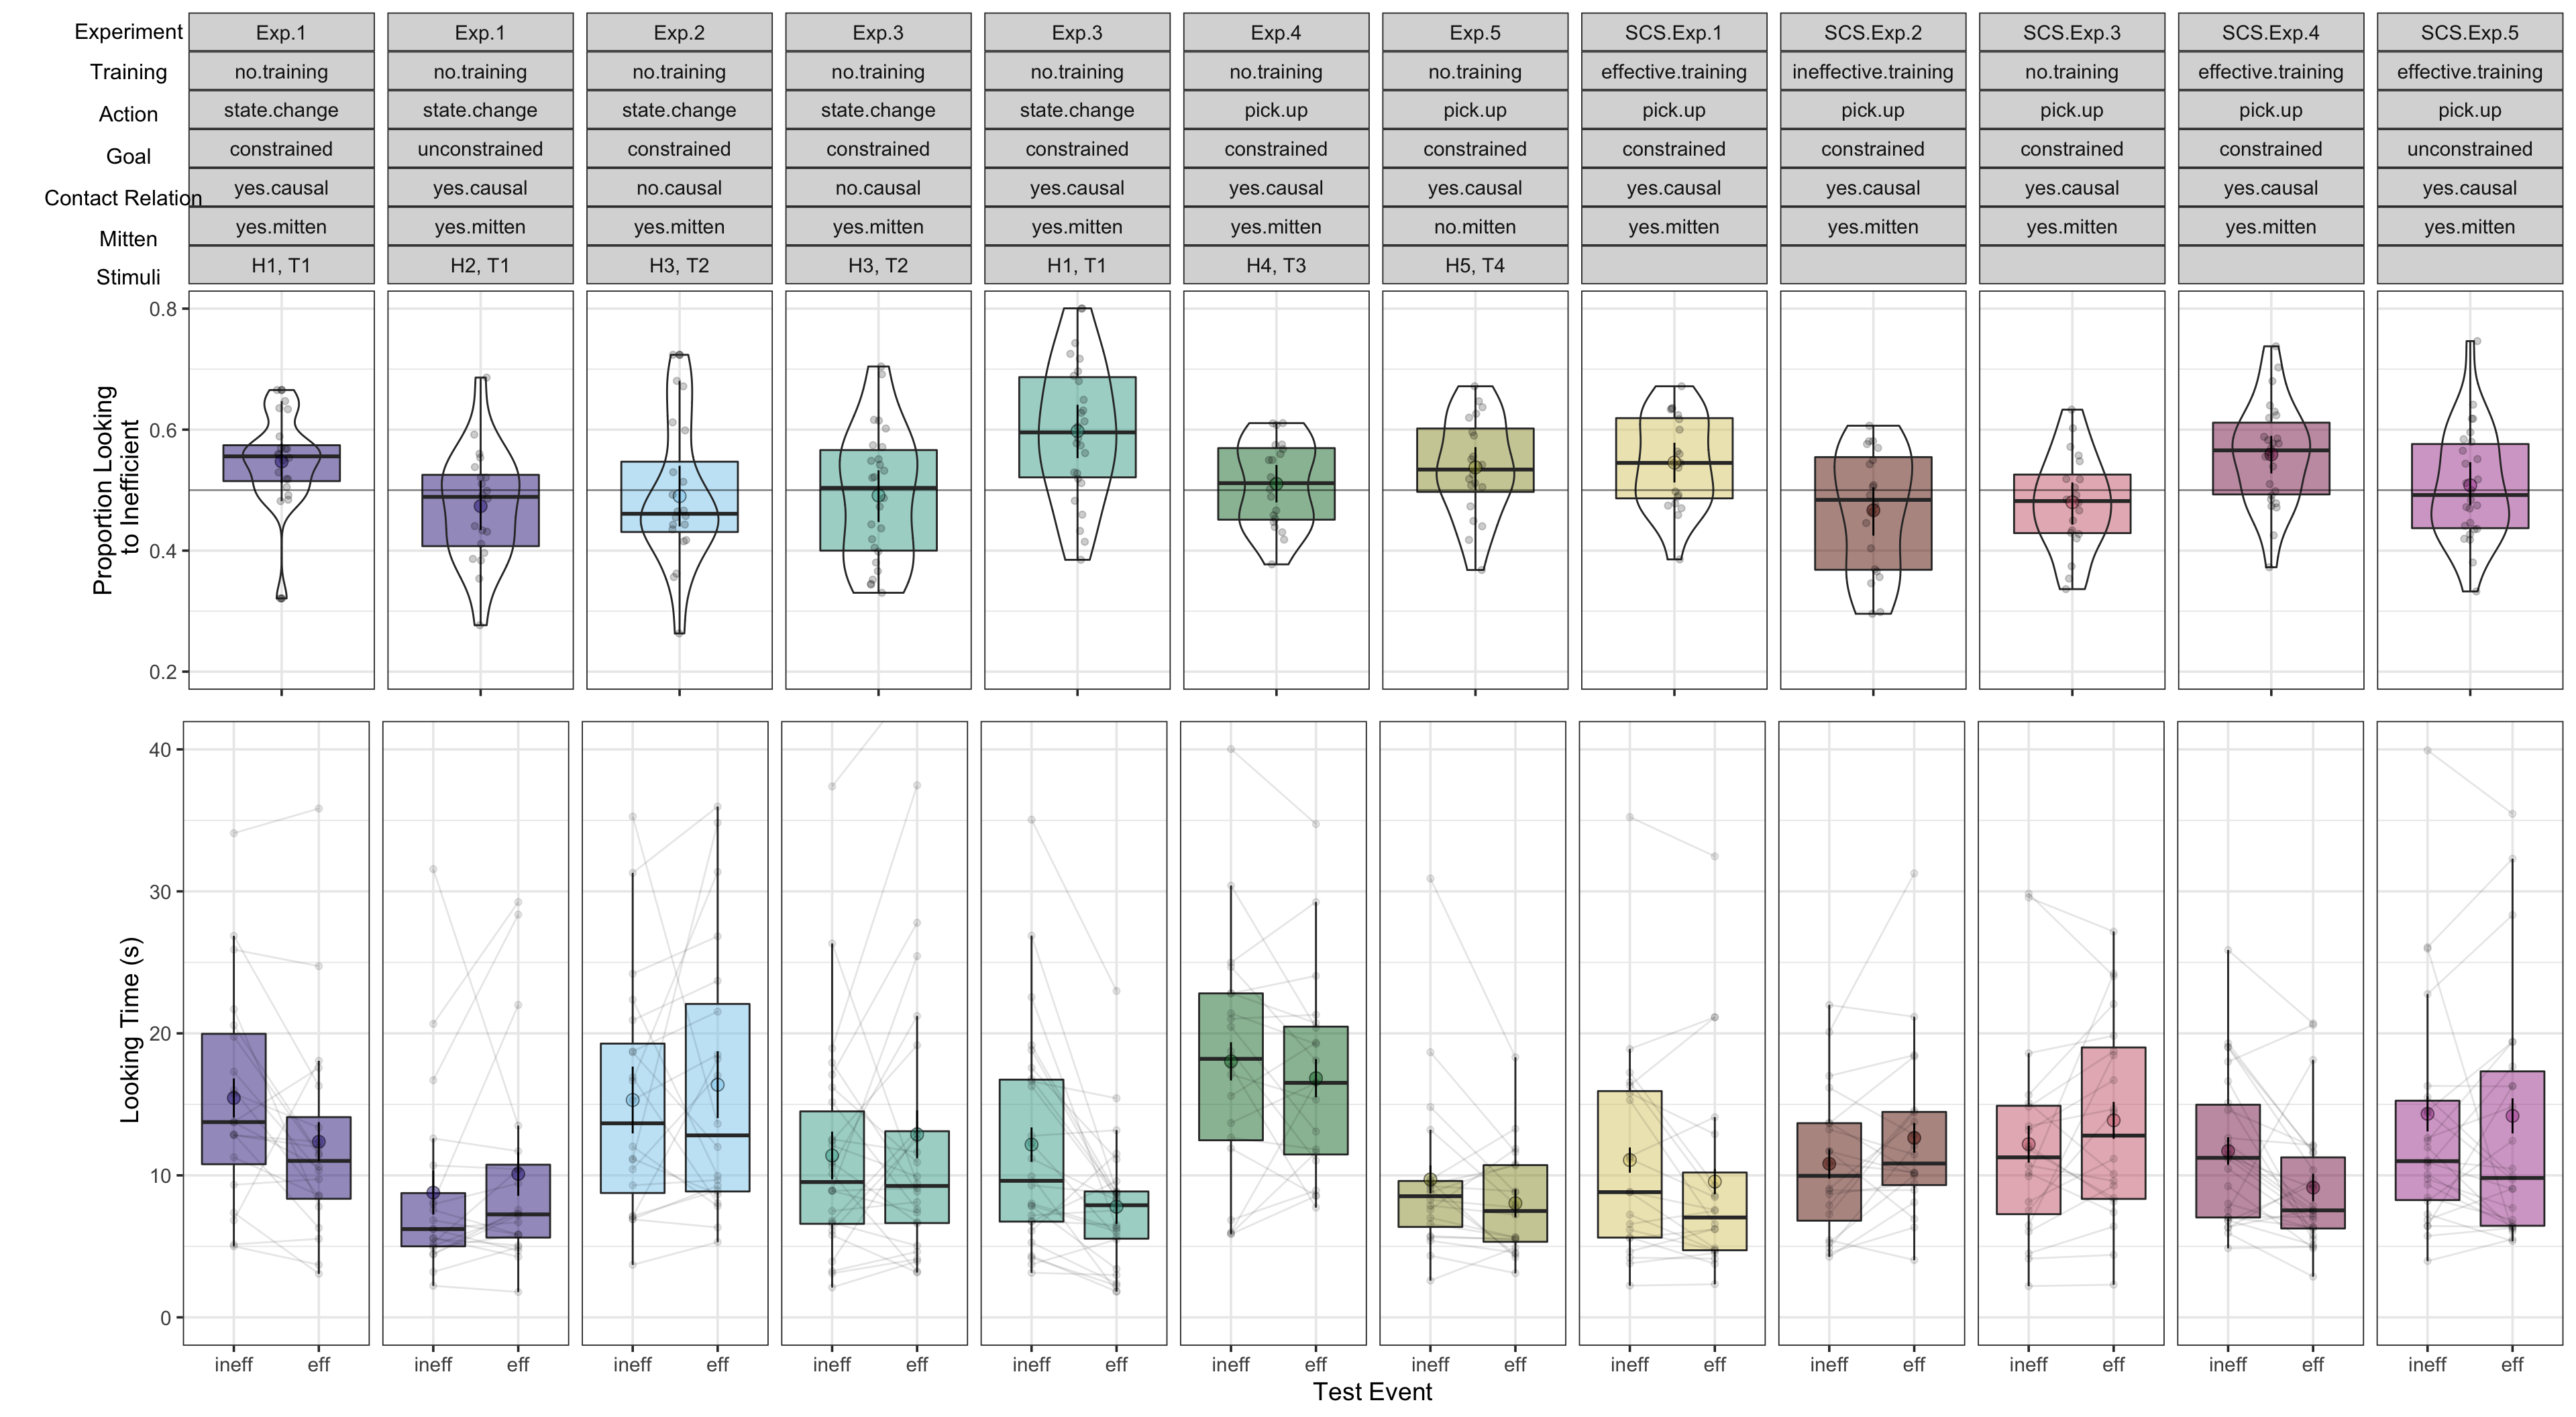 Experiment Exp.1 Exp.1 Exp.2 Exp.3 Exp.3 Exp.4 Exp.5 SCS.Exp.1 SCS.Exp.2 SCS.Exp.3 SCS.Exp.4 SCS.Exp.5
Training no.training no.training no.training no.training no.training no.training no.training effective.training ineffective.training no.training effective.training effective.training
Action state.change state.change state.change state.change state.change pick.up pick.up pick.up pick.up pick.up pick.up pick.up
Goal constrained unconstrained constrained constrained constrained constrained constrained constrained constrained constrained constrained unconstrained
Contact Relation yes.causal yes.causal no.causal no.causal yes.causal yes.causal yes.causal yes.causal yes.causal yes.causal yes.causal yes.causal
Mitten yes.mitten yes.mitten yes.mitten yes.mitten yes.mitten yes.mitten no.mitten yes.mitten yes.mitten yes.mitten yes.mitten yes.mitten
Stimuli H1, T1 H2, T1 H3, T2 H3, T2 H1, T1 H4, T3 H5, T4
Proportion Looking
to Inefficient
0.8
0.6
0.4
0.2
Looking Time (s)
40
30
20
10
0
ineff eff ineff eff ineff eff ineff eff ineff eff ineff eff ineff eff ineff eff ineff eff ineff eff ineff eff ineff eff
Test Event